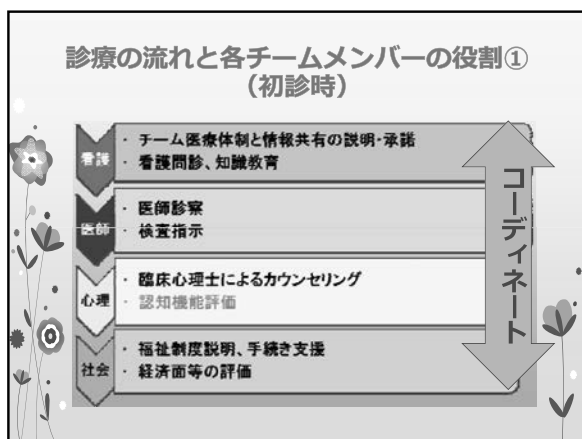 診療の流れと各チームメンバーの役割①
（初診時）
看護
・ チーム医療体制と情報共有の説明・承諾
・ 看護問診、知識教育
医師
・ 医師診察
・ 検査指示
心理
・ 臨床心理士によるカウンセリング
・ 認知機能評価
社会
・ 福祉制度説明、手続き支援
・ 経済面等の評価
コーディネート